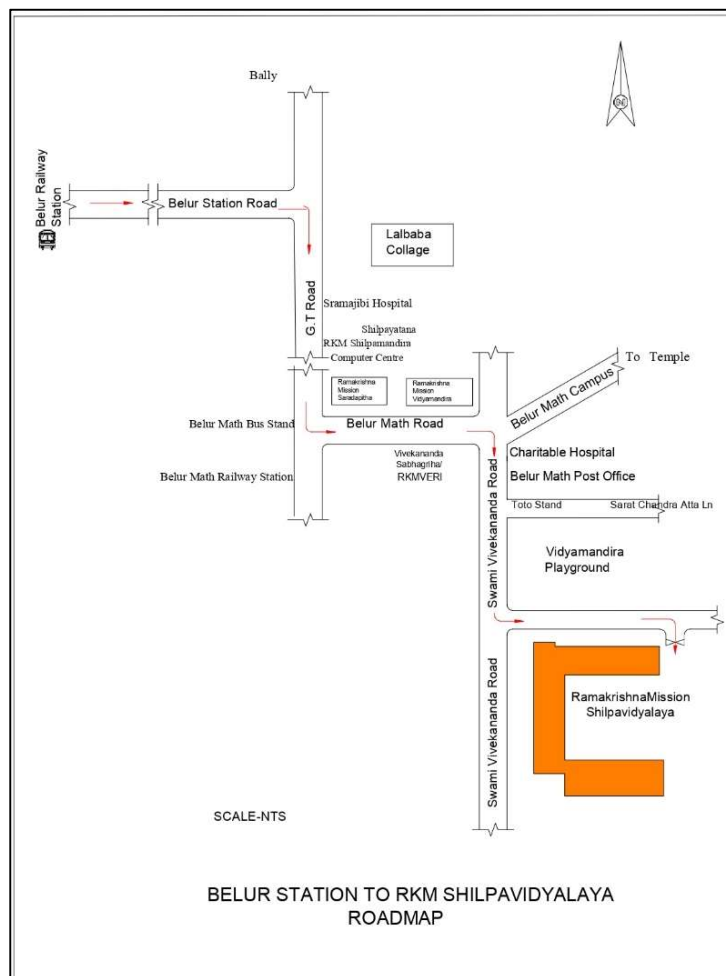 Bally
Belur Railway
Station
Belur Station Road
Lalbaba
Collage
G.T Road
Sramajibi Hospital
Shilpayatana
RKM Shilpamandira
Computer Centre
To Temple
Ramakrishna
Mission
Saradapitha
Ramakrishna
Mission
Vidyamandira
Belur Math Campus
Belur Math Bus Stand
Belur Math Road
Charitable Hospital
Vivekananda
Sabhagriha/
RKMVERI
Belur Math Railway Station
Belur Math Post Office
Swami Vivekananda Road
Toto Stand
Sarat Chandra Atta Ln
Vidyamandira
Playground
Swami Vivekananda Road
RamakrishnaMission
Shilpavidyalaya
SCALE-NTS
BELUR STATION TO RKM SHILPAVIDYALAYA
ROADMAP